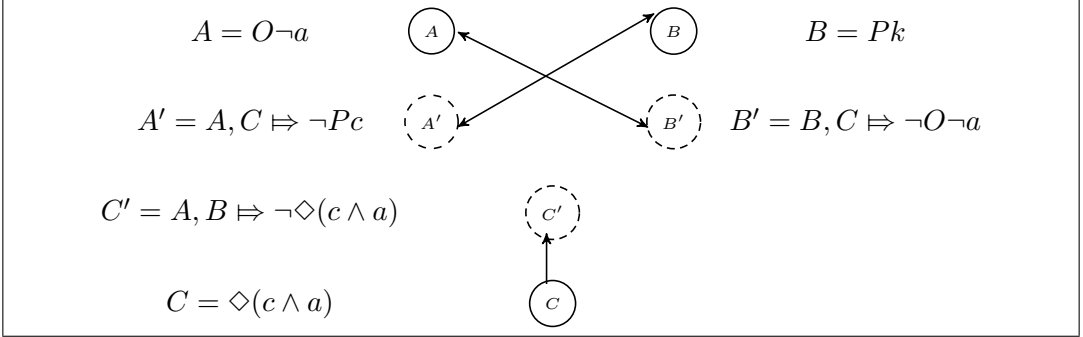 A = O¬a A B B = Pk
A′ = A, C ⤇ ¬Pc A′ B′ B′ = B, C ⤇ ¬O¬a
C′ = A, B ⤇ ¬◇(c ∧ a) C′
C = ◇(c ∧ a) C